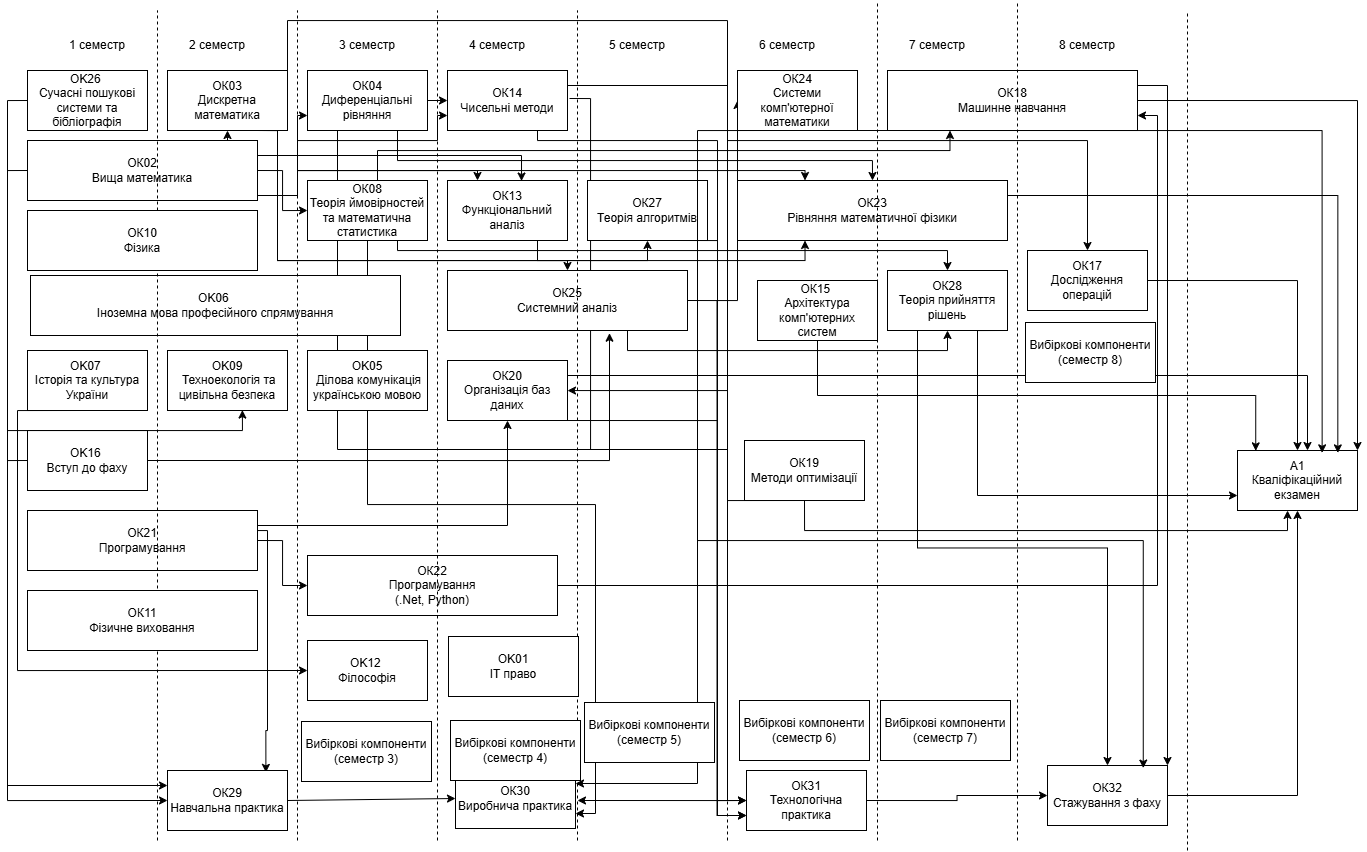 1 семестр
2 семестр
3 семестр
4 семестр
5 семестр
6 семестр
7 семестр
8 семестр
ОК26
Сучасні пошукові
системи та
бібліографія
ОК03
Дискретна
математика
ОК04
Диференціальні
рівняння
ОК14
Чисельні методи
ОК24
Системи
комп'ютерної
математики
ОК18
Машинне навчання
ОК02
Вища математика
ОК08
Теорія ймовірностей
та математична
статистика
ОК13
Функціональний
аналіз
ОК27
Теорія алгоритмів
ОК23
Рівняння математичної фізики
ОК10
Фізика
ОК06
Іноземна мова професійного спрямування
ОК25
Системний аналіз
ОК15
Архітектура
комп'ютерних
систем
ОК28
Теорія прийняття
рішень
ОК17
Дослідження
операцій
Вибіркові компоненти
(семестр 8)
ОК07
Історія та культура
України
ОК09
Техноекологія та
цивільна безпека
ОК05
Ділова комунікація
українською мовою
ОК20
Організація баз
даних
ОК16
Вступ до фаху
ОК19
Методи оптимізації
А1
Кваліфікаційний
екзамен
ОК21
Програмування
ОК22
Програмування
(.Net, Python)
ОК11
Фізичне виховання
ОК12
Філософія
ОК01
ІТ право
Вибіркові компоненти
(семестр 3)
Вибіркові компоненти
(семестр 4)
Вибіркові компоненти
(семестр 5)
Вибіркові компоненти
(семестр 6)
Вибіркові компоненти
(семестр 7)
ОК29
Навчальна практика
ОК30
Виробнича практика
ОК31
Технологічна
практика
ОК32
Стажування з фаху